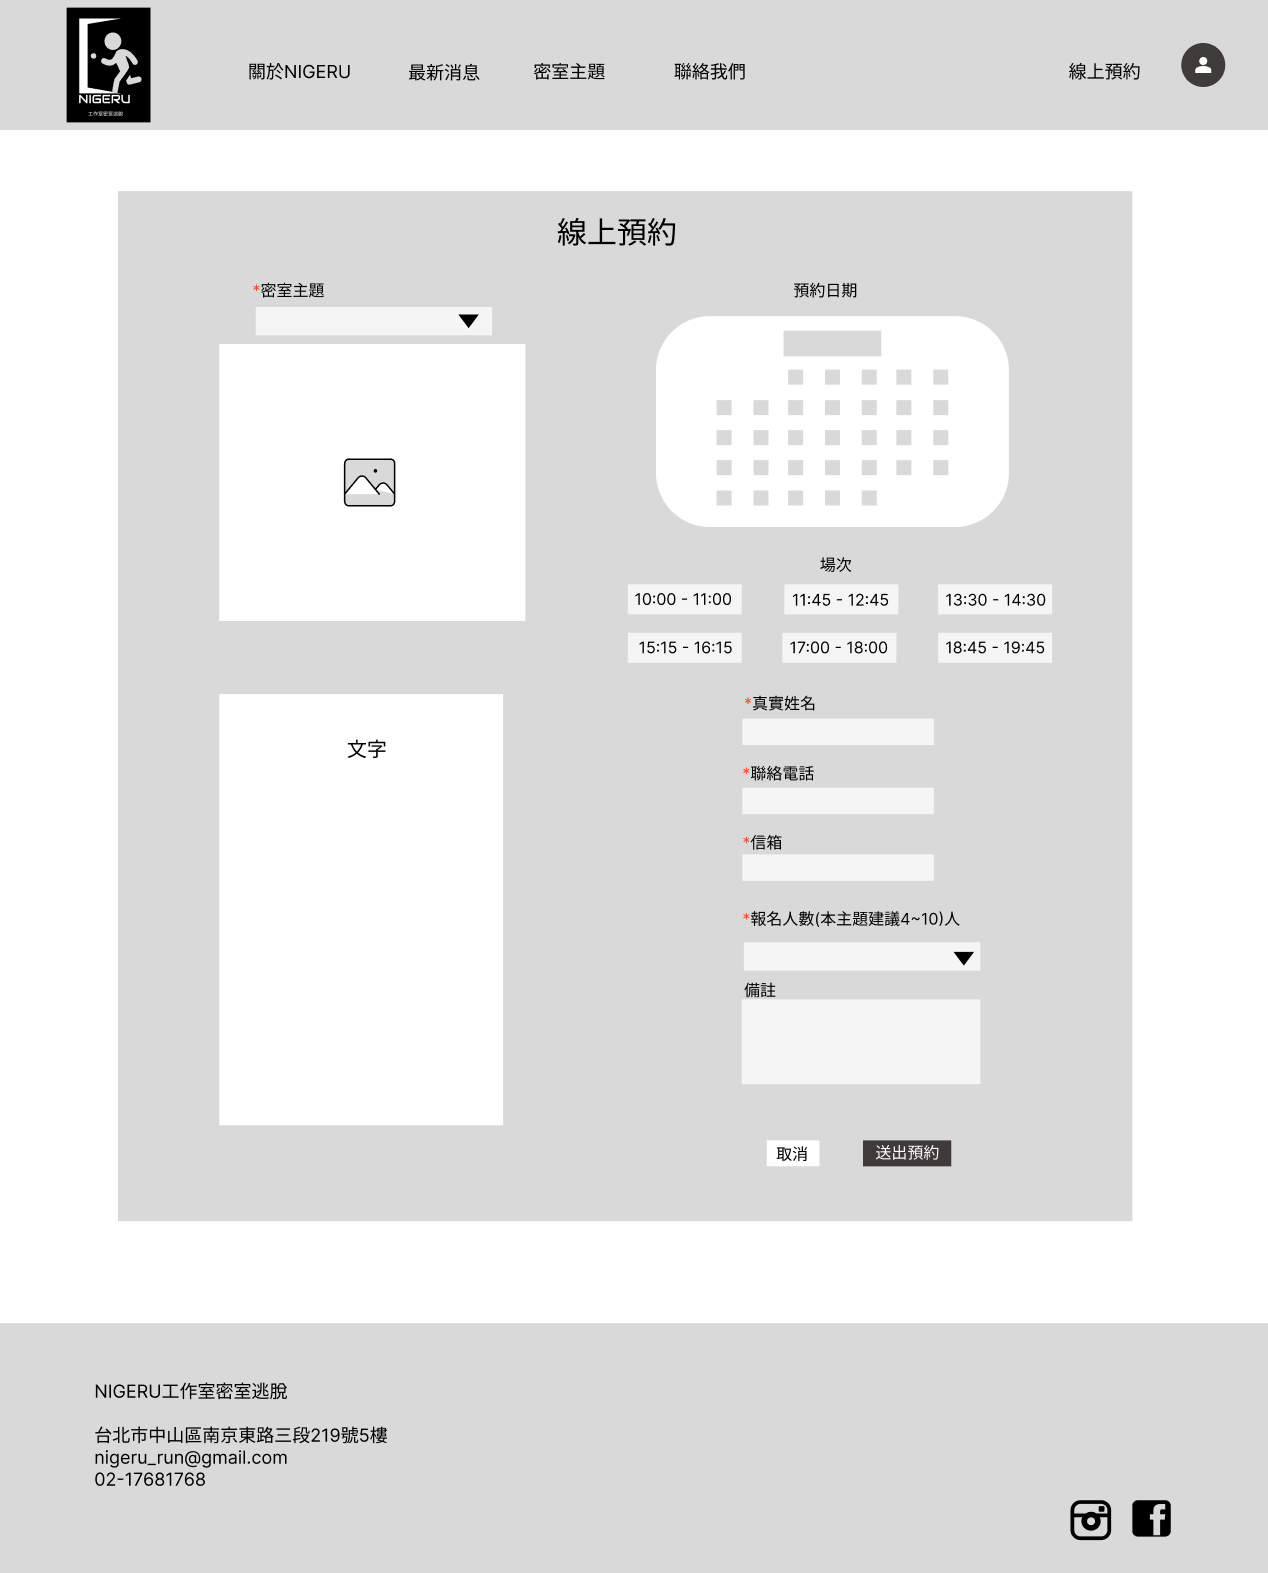 NIGERU
工作室密室逃脫
關於NIGERU
最新消息
密室主題
聯絡我們
線上預約
線上預約
*密室主題
預約日期
場次
10:00 - 11:00
11:45 - 12:45
13:30 - 14:30
15:15 - 16:15
17:00 - 18:00
18:45 - 19:45
文字
*真實姓名
*聯絡電話
*信箱
*報名人數(本主題建議4~10)人
備註
取消
送出預約
NIGERU工作室密室逃脫
台北市中山區南京東路三段219號5樓
nigeru_run@gmail.com
02-17681768